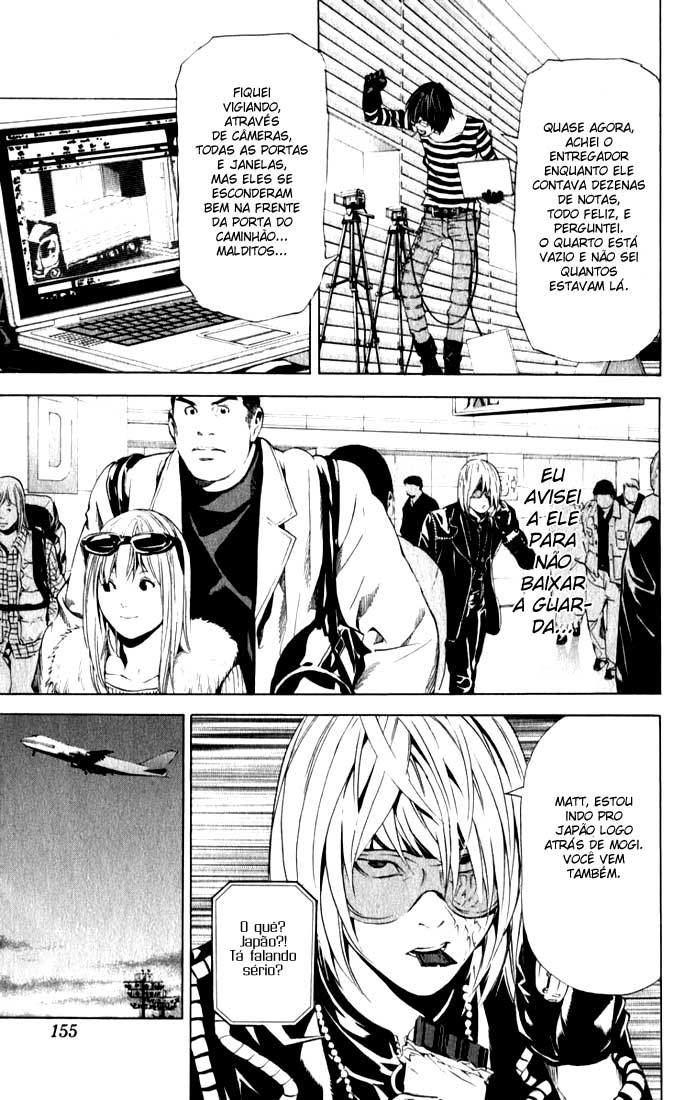 QUASE AGORA,
ACHEI O
ENTREGADOR
ENQUANTO ELE
CONTAVA DEZENAS
DE NOTAS,
TODO FELIZ, E
PERGUNTEI.
O QUARTO ESTÁ
VAZIO E NÃO SEI
QUANTOS
ESTAVAM LÁ.
FIQUEI
VIGIANDO,
ATRAVÉS
DE CÂMERAS,
TODAS AS PORTAS
E JANELAS,
MAS ELES SE
ESCONDERAM
BEM NA FRENTE
DA PORTA DO
CAMINHÃO...
MALDITOS...
D
JAL
EU
AVISEI
A ELE
PARA
NÃO
BAIXAR
A GUAR-
DA...
MATT, ESTOU
INDO PRO
JAPÃO LOGO
ATRÁS DE MOGI.
VOCÊ VEM
TAMBÉM.
O quê?
Japão?!
Tá falando
sério?
155